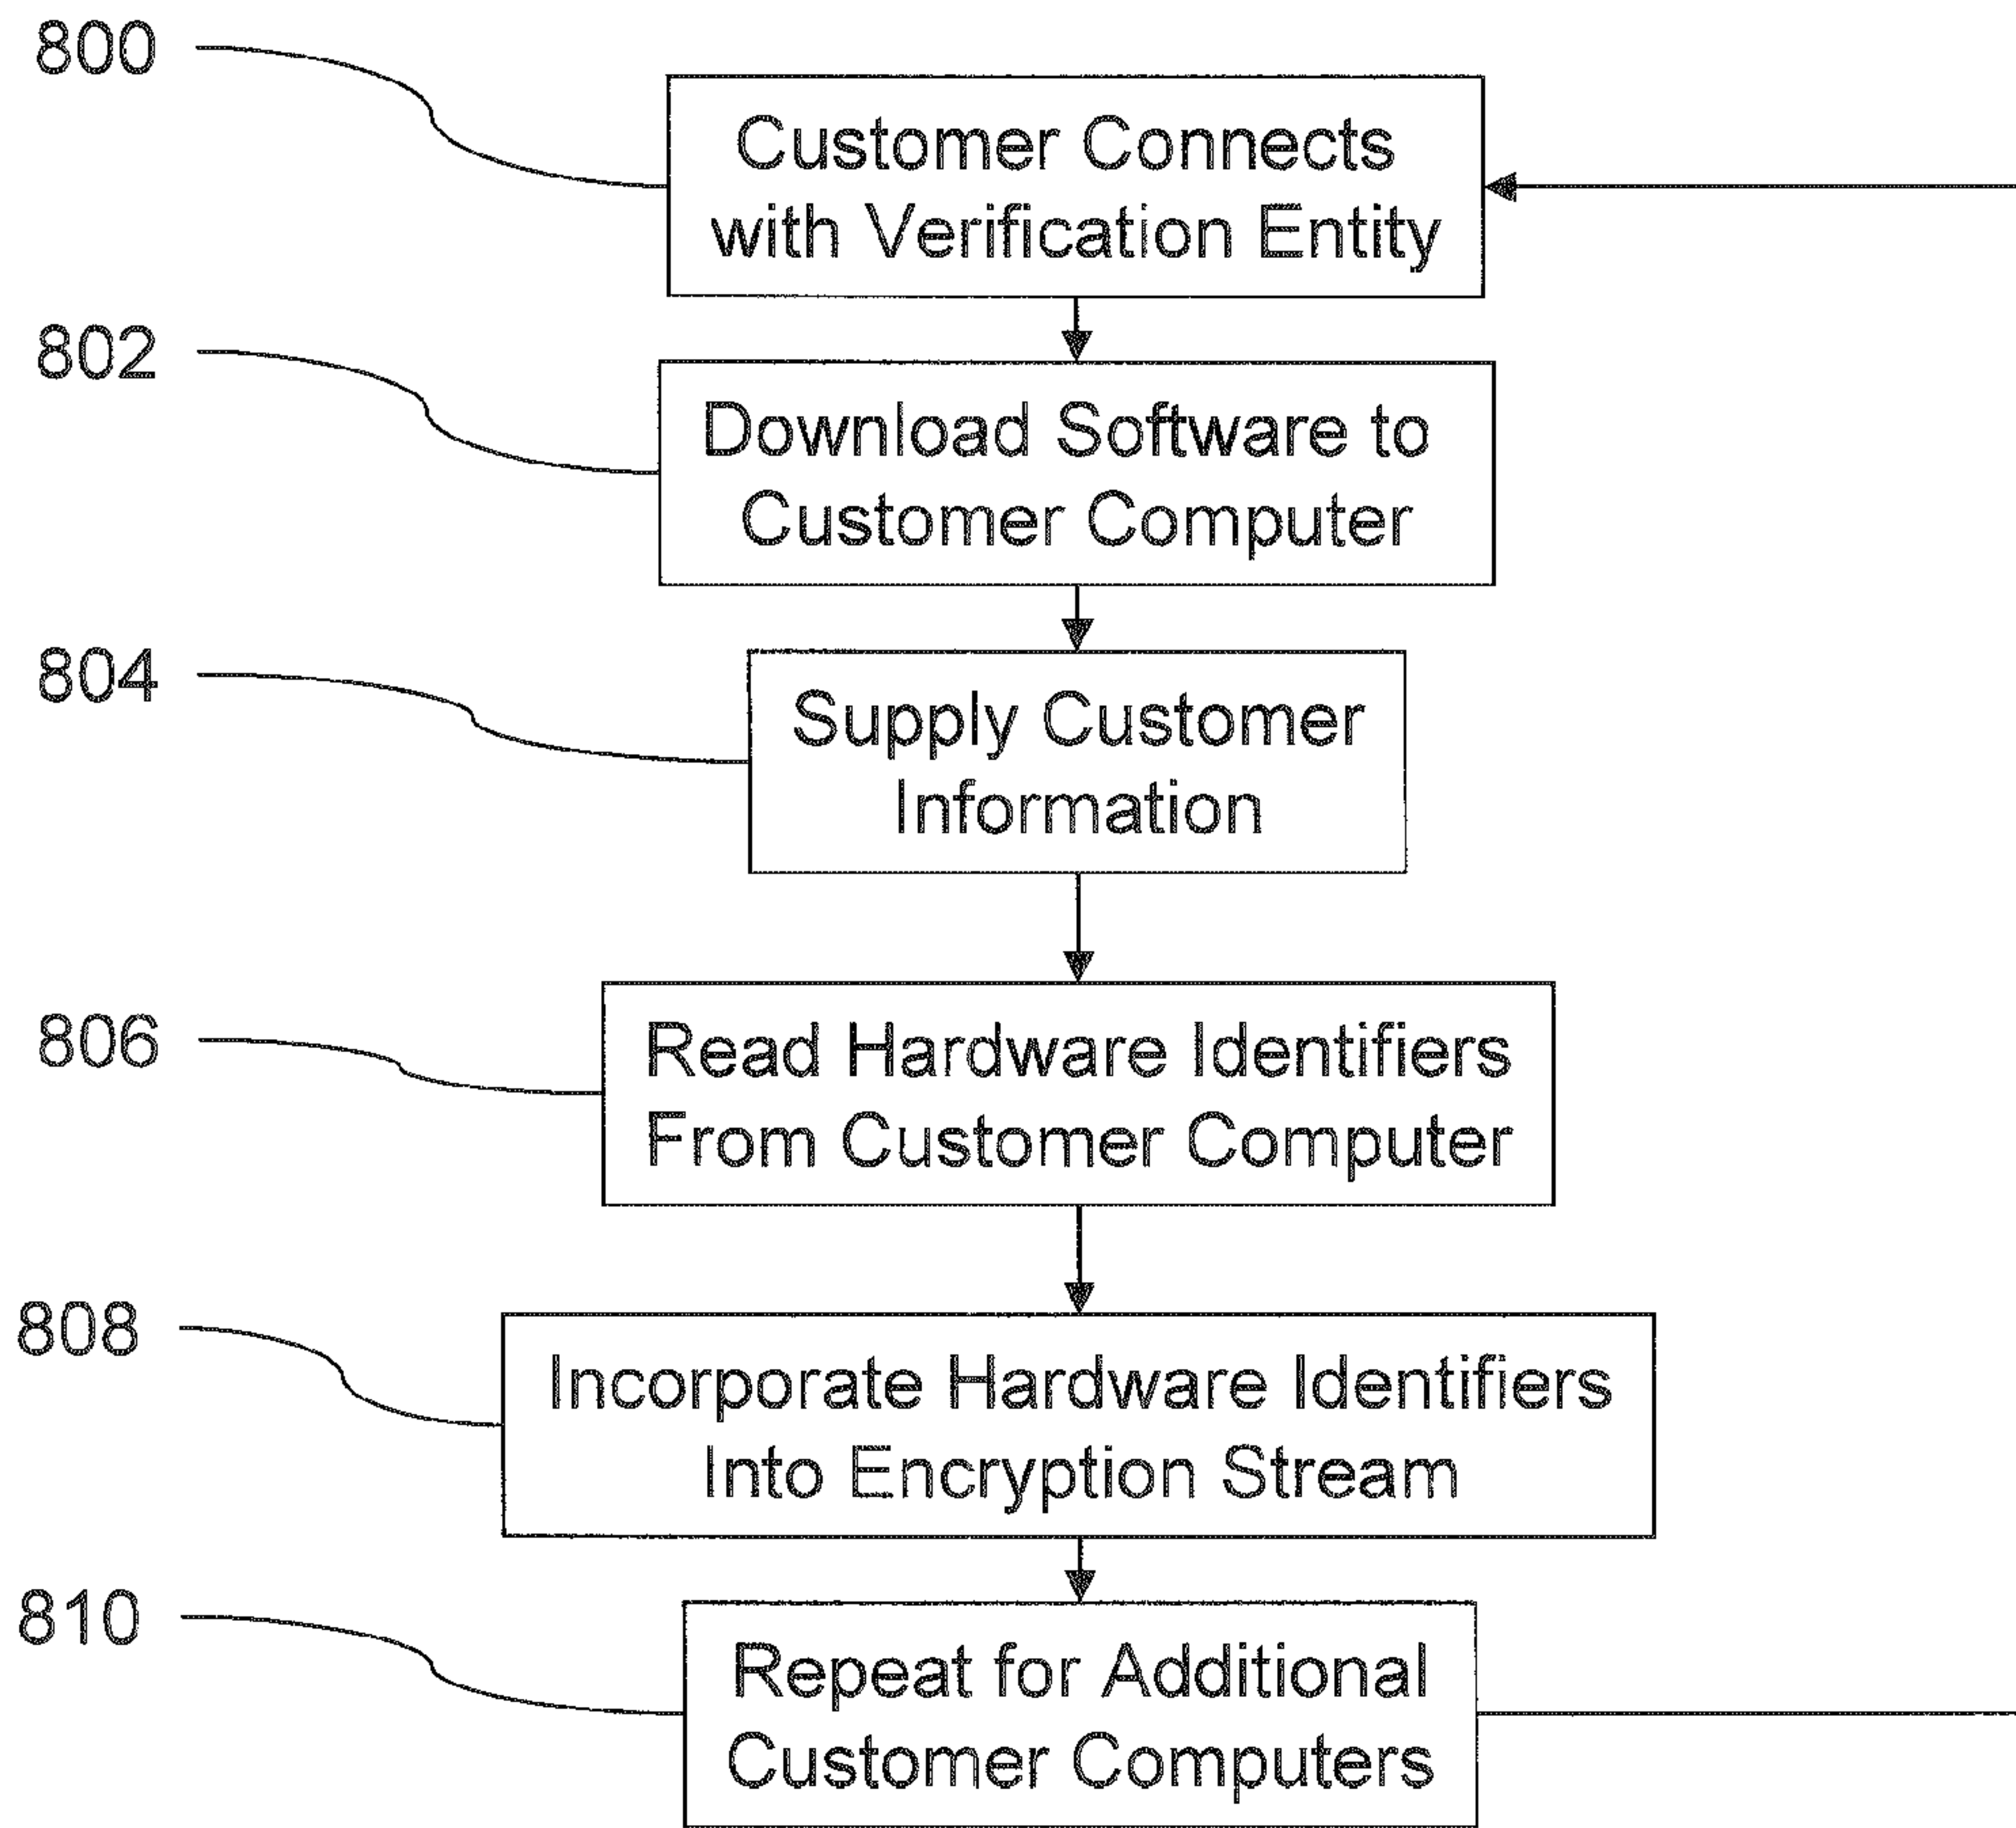 800
Customer Connects
with Verification Entity
802
Download Software to
Customer Computer
804
Supply Customer
Information
806
Read Hardware Identifiers
From Customer Computer
808
Incorporate Hardware Identifiers
Into Encryption Stream
810
Repeat for Additional
Customer Computers